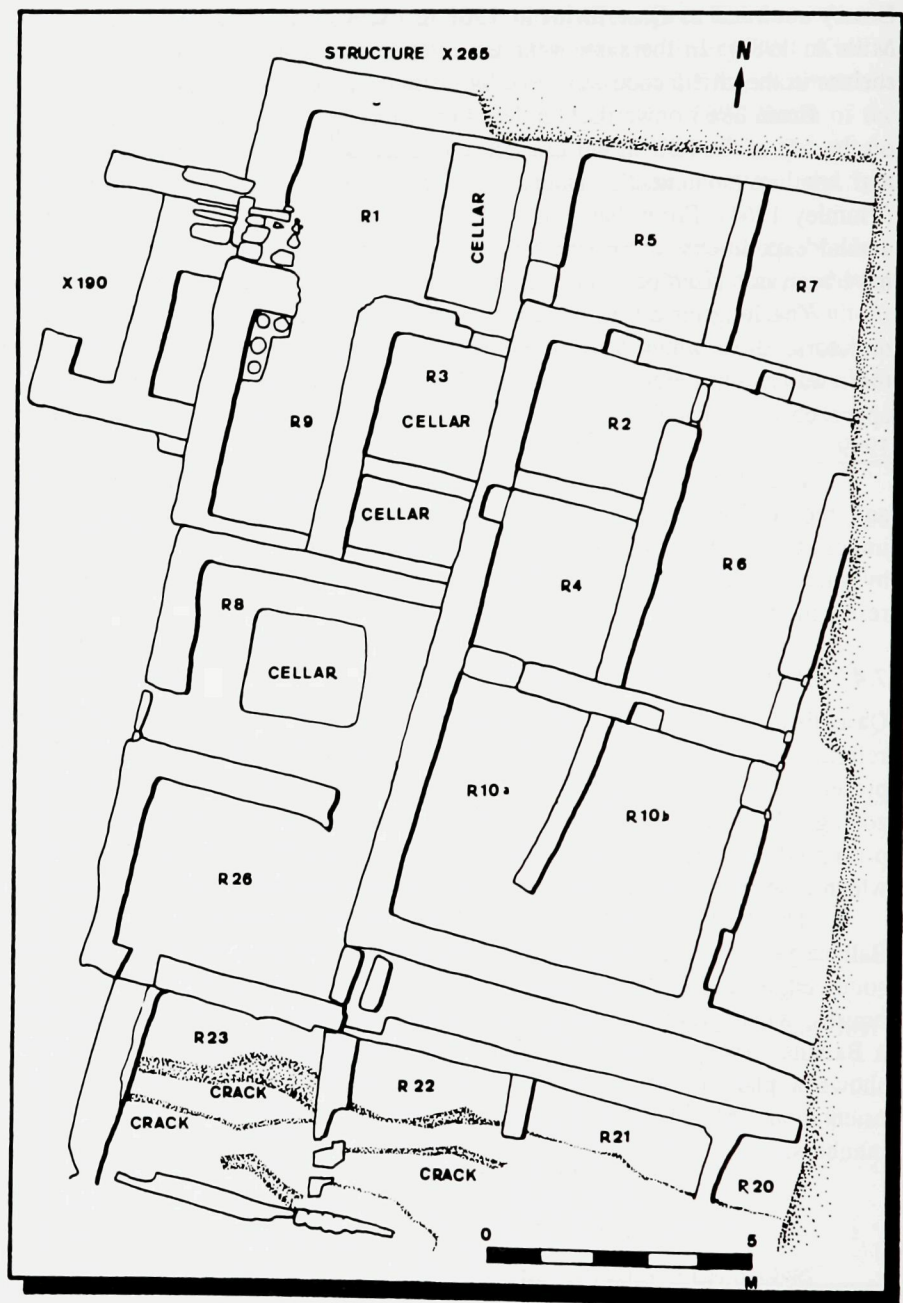 STRUCTURE X 265
N
R1
CELLAR
R5
R7
X 190
R3
CELLAR
R2
R9
CELLAR
R6
R4
R8
CELLAR
R10a
R10b
R26
R23
R22
CRACK
CRACK
R21
CRACK
R20
0 5
M